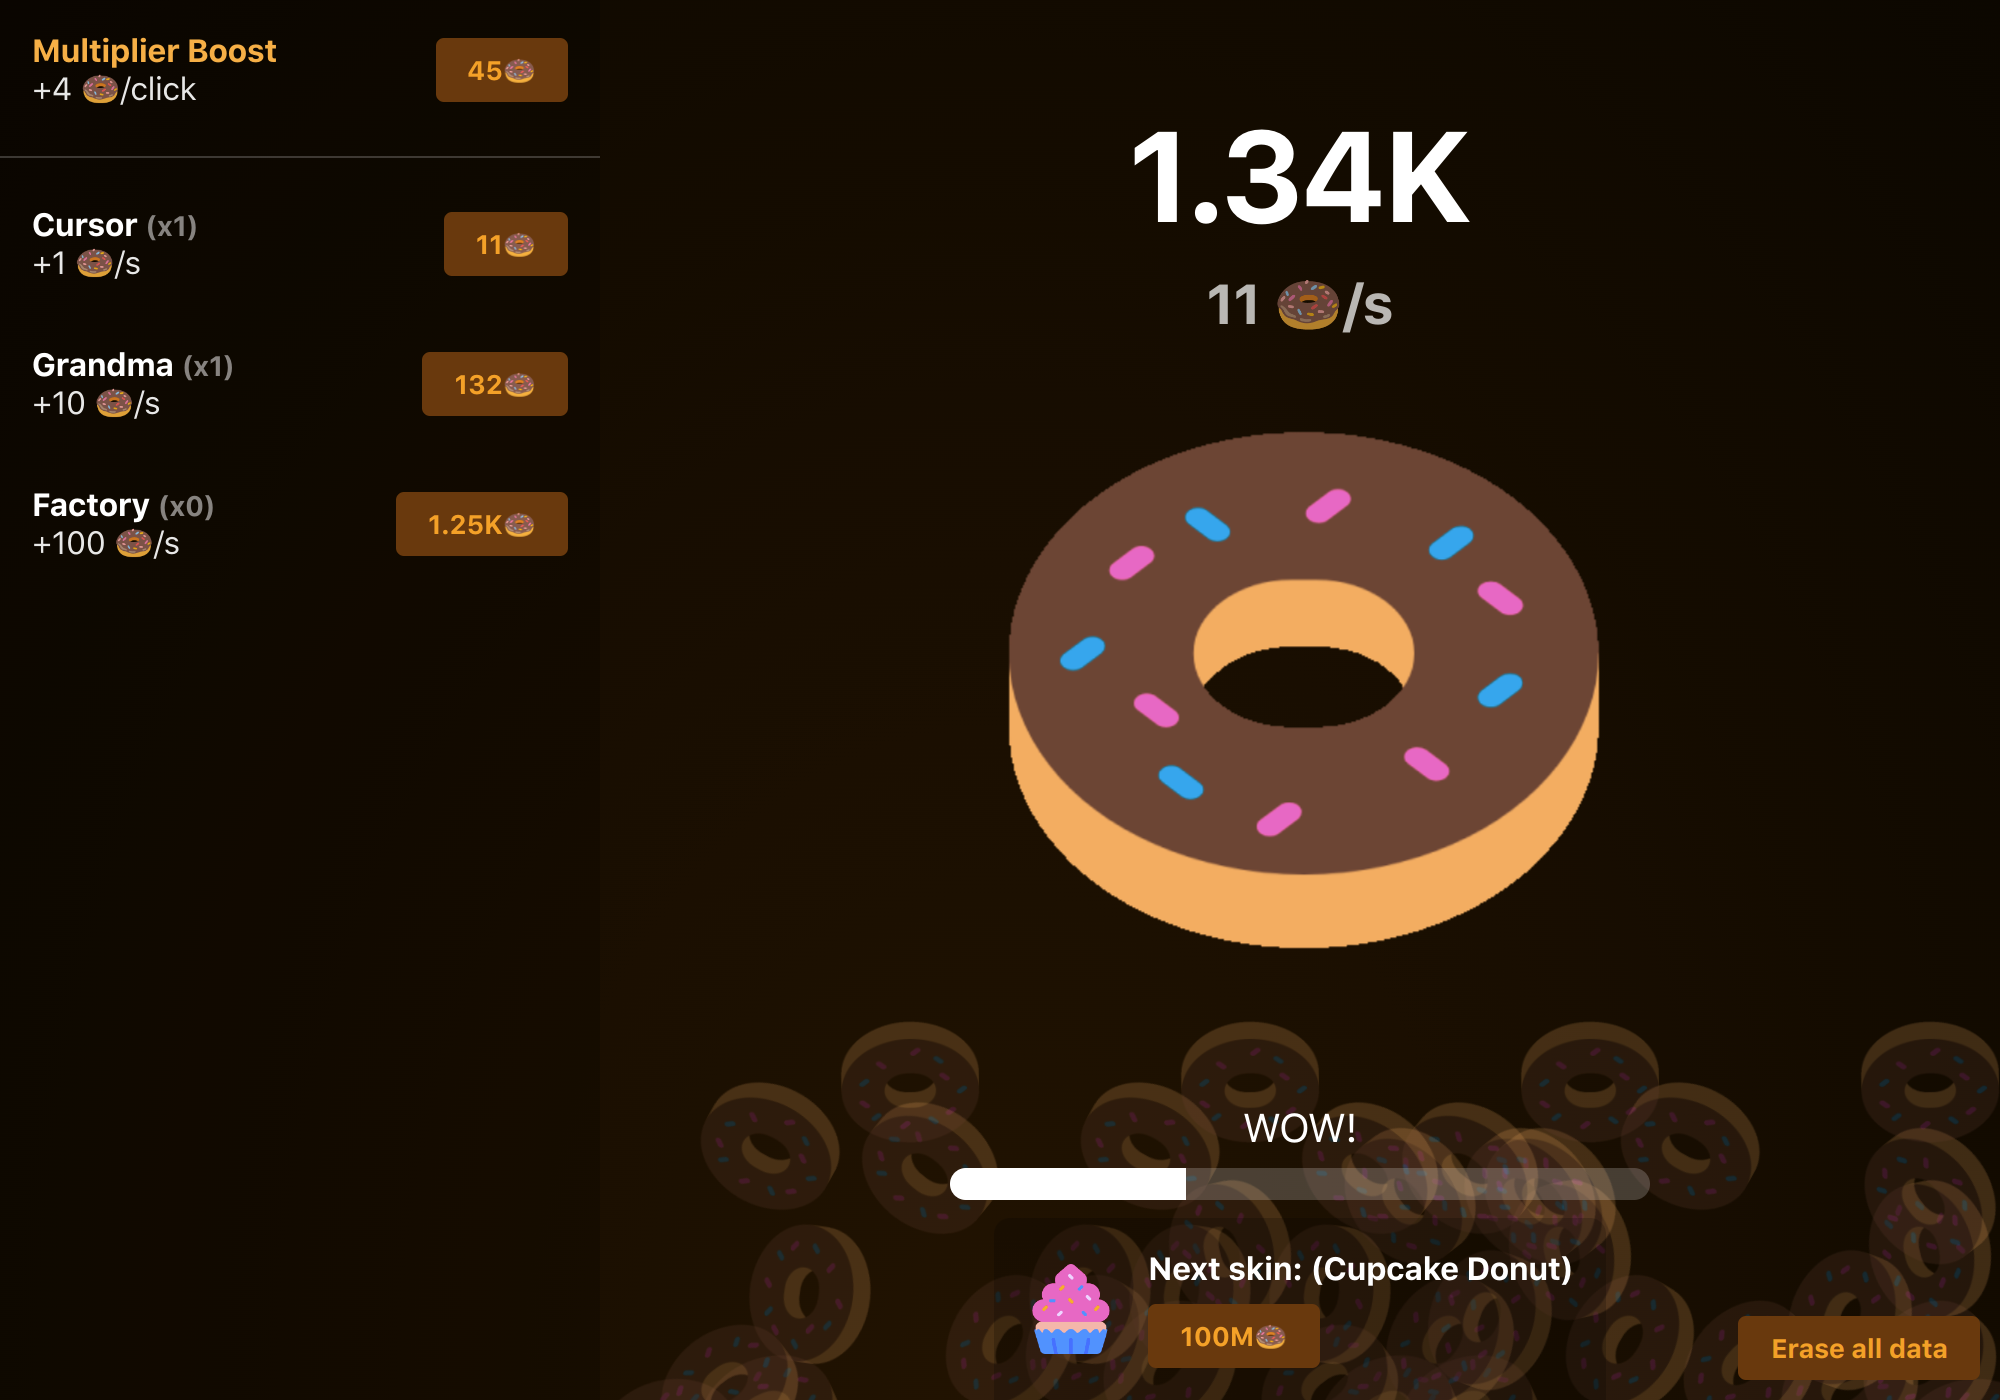 Multiplier Boost
+4 🍩/click
45🍩
Cursor (x1)
+1 🍩/s
11🍩
Grandma (x1)
+10 🍩/s
132🍩
Factory (x0)
+100 🍩/s
1.25K🍩
1.34K
11 🍩/s
WOW!
Next skin: (Cupcake Donut)
100M🍩
Erase all data